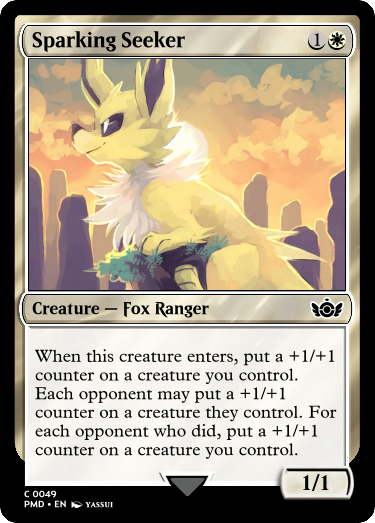 Sparking Seeker 1
Creature — Fox Ranger
When this creature enters, put a +1/+1
counter on a creature you control.
Each opponent may put a +1/+1
counter on a creature they control. For
each opponent who did, put a +1/+1
counter on a creature you control.
1/1
C 0049
PMD • EN YASSUI